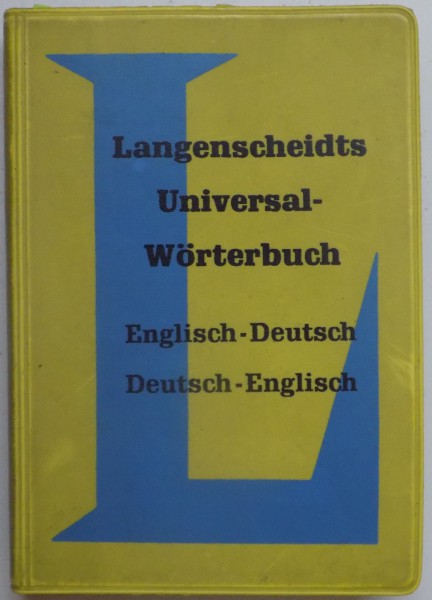 L
Langenscheidts
Universal-
Wörterbuch
Englisch-Deutsch
Deutsch-Englisch